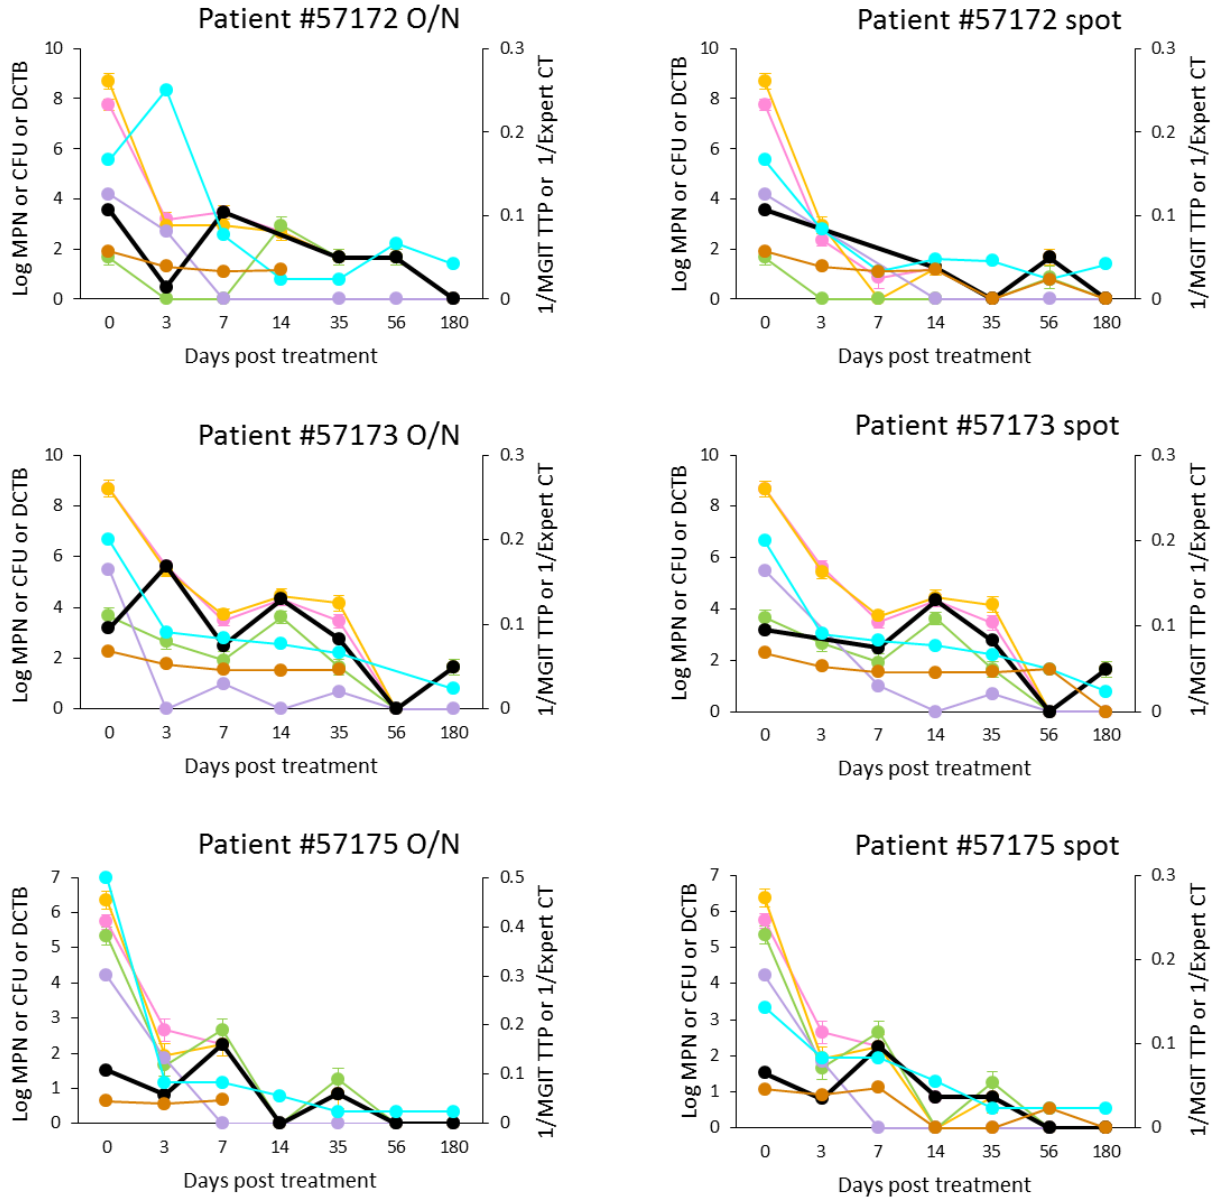 Patient #57172 O/N
Log MPN or CFU or DCTB
10
8
6
4
2
0
0.3
0.2
0.1
0
1/MGIT TTP or 1/Expert CT
0 3 7 14 35 56 180
Days post treatment
Patient #57172 spot
Log MPN or CFU or DCTB
10
8
6
4
2
0
0.3
0.2
0.1
0
1/MGIT TTP or 1/Expert CT
0 3 7 14 35 56 180
Days post treatment
Patient #57173 O/N
Log MPN or CFU or DCTB
10
8
6
4
2
0
0.3
0.2
0.1
0
1/MGIT TTP or 1/Expert CT
0 3 7 14 35 56 180
Days post treatment
Patient #57173 spot
Log MPN or CFU or DCTB
10
8
6
4
2
0
0.3
0.2
0.1
0
1/MGIT TTP or 1/Expert CT
0 3 7 14 35 56 180
Days post treatment
Patient #57175 O/N
Log MPN or CFU or DCTB
7
6
5
4
3
2
1
0
0.5
0.4
0.3
0.2
0.1
0
1/MGIT TTP or 1/Expert CT
0 3 7 14 35 56 180
Days post treatment
Patient #57175 spot
Log MPN or CFU or DCTB
7
6
5
4
3
2
1
0
0.3
0.2
0.1
0
1/MGIT TTP or 1/Expert CT
0 3 7 14 35 56 180
Days post treatment